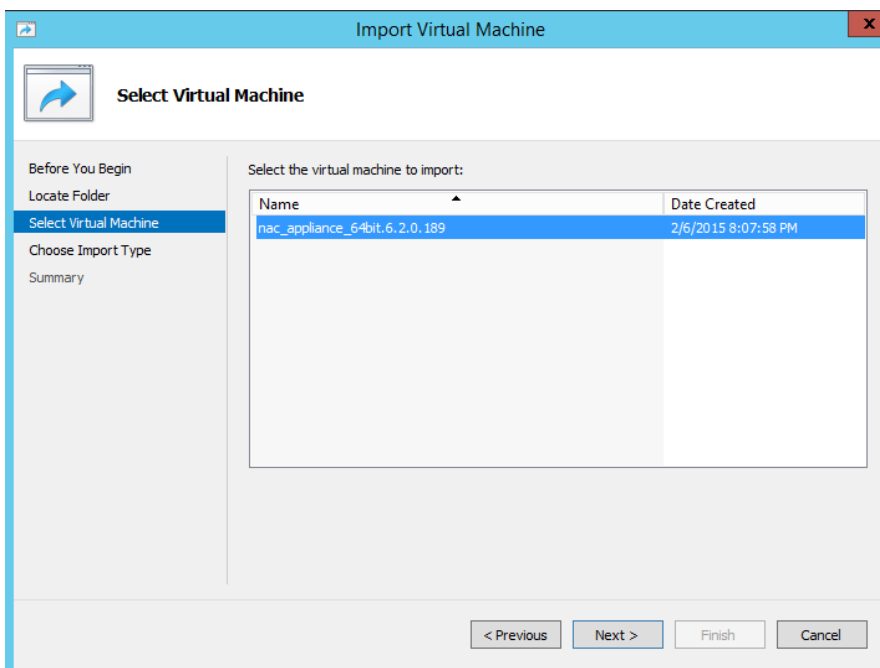 Import Virtual Machine
x
Select Virtual Machine
Before You Begin
Locate Folder
Select Virtual Machine
Choose Import Type
Summary
Select the virtual machine to import:
Name Date Created
nac_appliance_64bit.6.2.0.189 2/6/2015 8:07:58 PM
< Previous Next > Finish Cancel